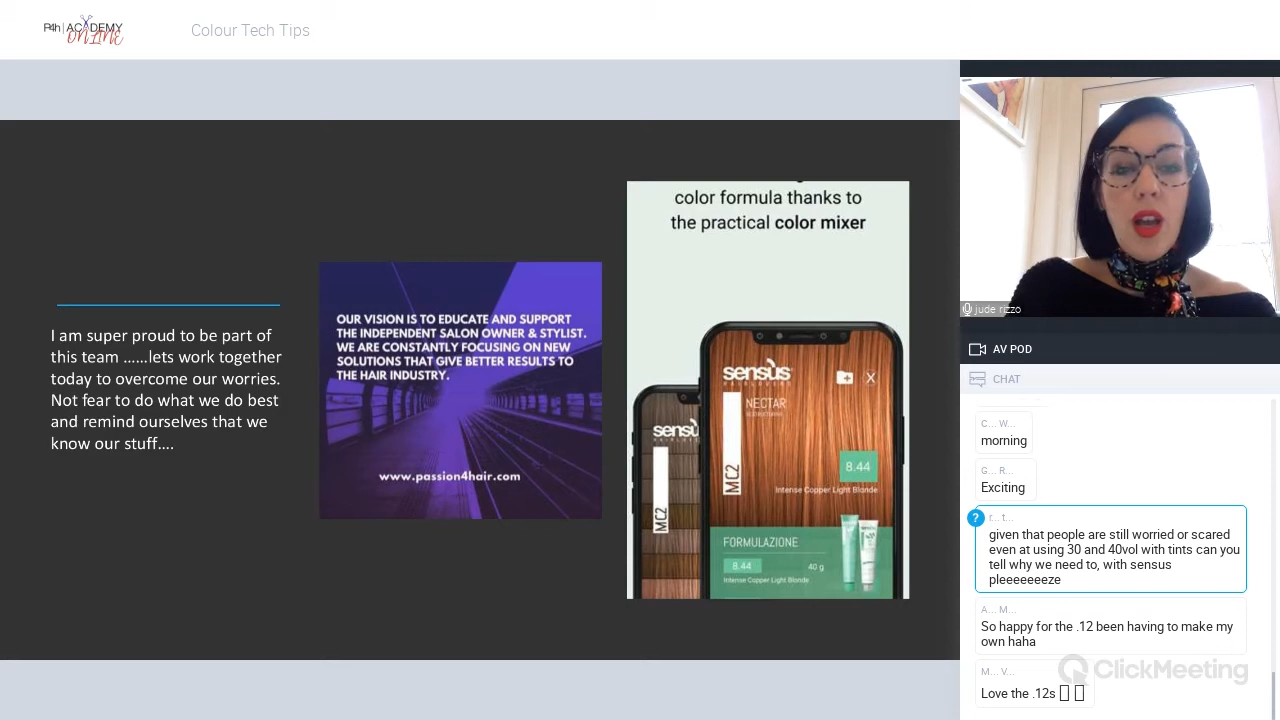 P4h ACADEMY
ONLINE
Colour Tech Tips
I am super proud to be part of
this team ......lets work together
today to overcome our worries.
Not fear to do what we do best
and remind ourselves that we
know our stuff....
OUR VISION IS TO EDUCATE AND SUPPORT
THE INDEPENDENT SALON OWNER & STYLIST.
WE ARE CONSTANTLY FOCUSING ON NEW
SOLUTIONS THAT GIVE BETTER RESULTS TO
THE HAIR INDUSTRY.
www.passion4hair.com
color formula thanks to
the practical color mixer
sensùs
MC2
sensùs
NECTAR
X
MC2
8.44
Intense Copper Light Blonde
FORMULAZIONE
8.44
40 g
Intense Copper Light Blonde
jude rizzo
AV POD
CHAT
C... W...
morning
G... R...
Exciting
?
r... t...
given that people are still worried or scared
even at using 30 and 40vol with tints can you
tell why we need to, with sensus
pleeeeeeeze
A... M...
So happy for the .12 been having to make my
own haha
M... V...
Love the .12s
ClickMeeting